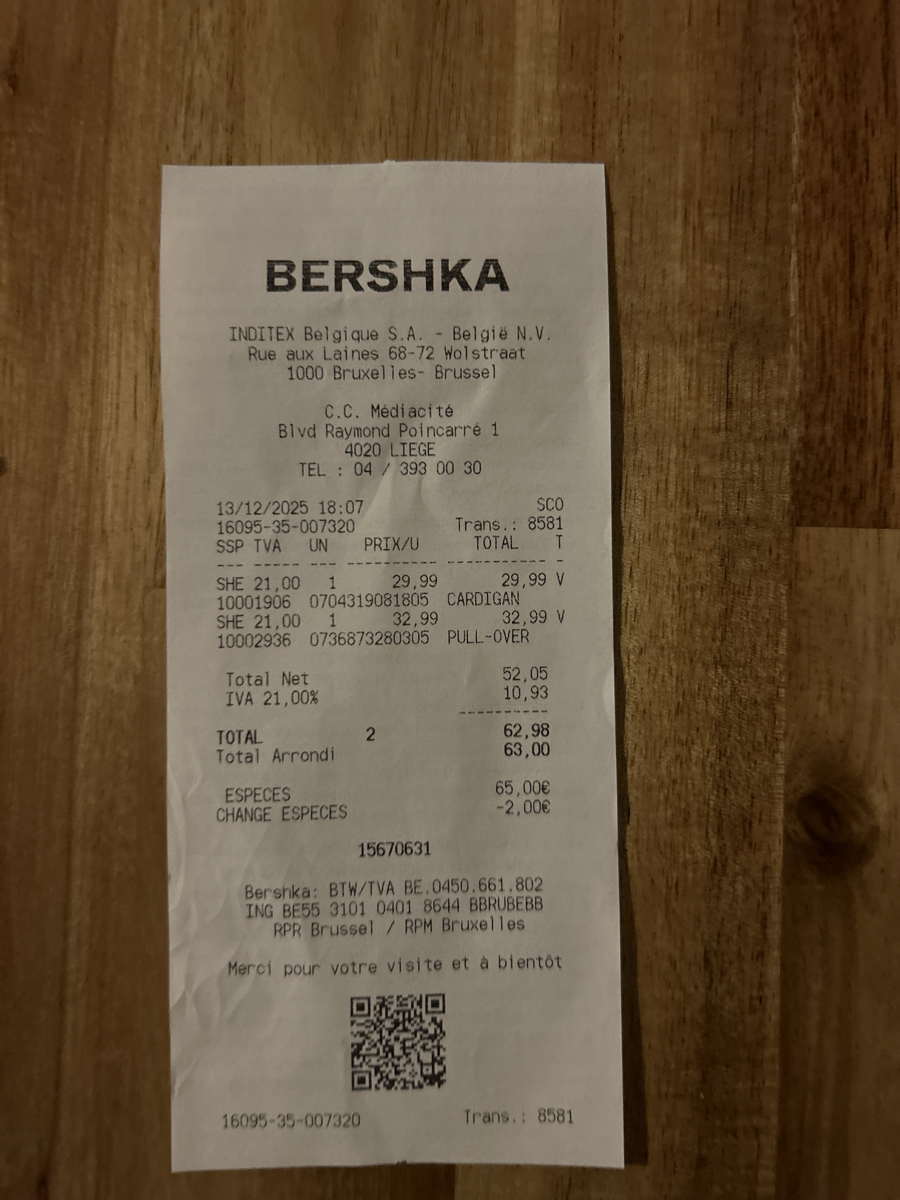 BERSHKA
INDITEX Belgique S.A. - België N.V.
Rue aux Laines 68-72 Wolstraat
1000 Bruxelles- Brussel
C.C. Médiacité
Blvd Raymond Poincarré 1
4020 LIEGE
TEL : 04 / 393 00 30
13/12/2025 18:07 SCO
16095-35-007320 Trans.: 8581
SSP TVA UN PRIX/U TOTAL T
--- ----- --- ---------- ----------- -
SHE 21,00 1 29,99 29,99 V
10001906 0704319081805 CARDIGAN
SHE 21,00 1 32,99 32,99 V
10002936 0736873280305 PULL-OVER
Total Net 52,05
IVA 21,00% 10,93
----------
TOTAL 2 62,98
Total Arrondi 63,00
ESPECES 65,00€
CHANGE ESPECES -2,00€
15670631
Bershka: BTW/TVA BE.0450.661.802
ING BE55 3101 0401 8644 BBRUBEBB
RPR Brussel / RPM Bruxelles
Merci pour votre visite et à bientôt
16095-35-007320 Trans.: 8581